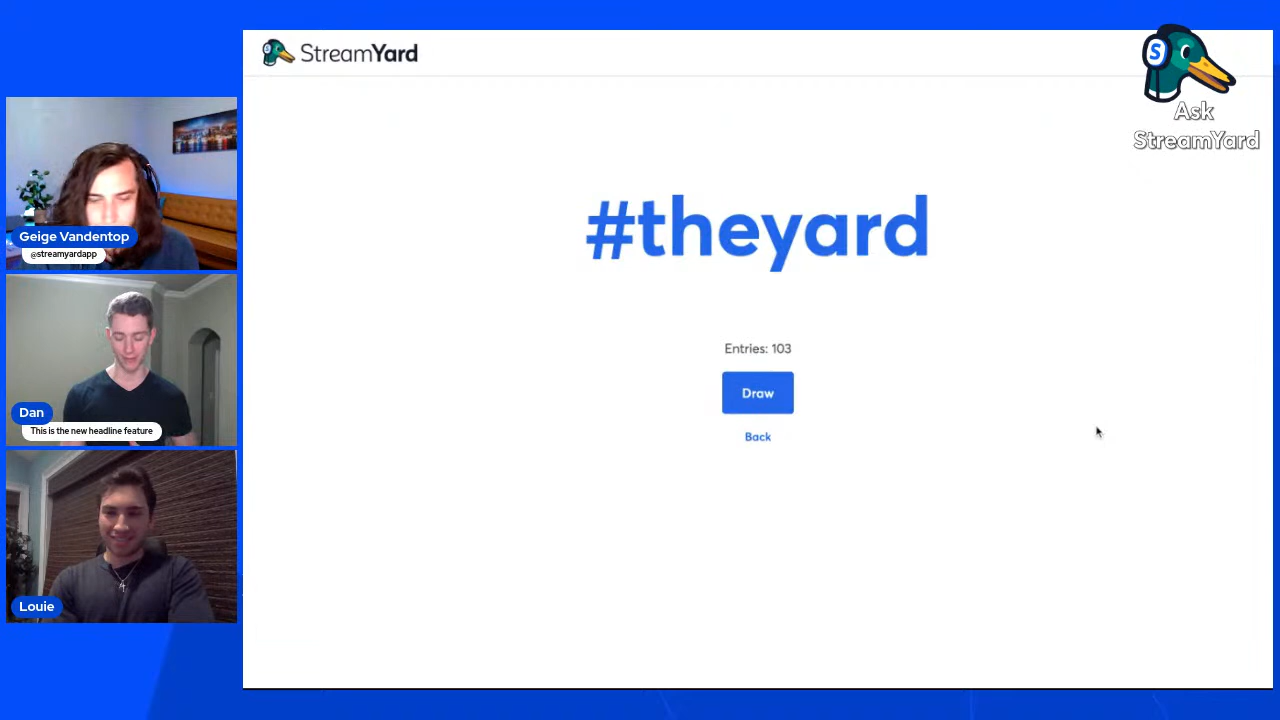 StreamYard
S
Ask
StreamYard
#theyard
Entries: 103
Draw
Back
Geige Vandentop
@streamyardapp
Dan
This is the new headline feature
Louie